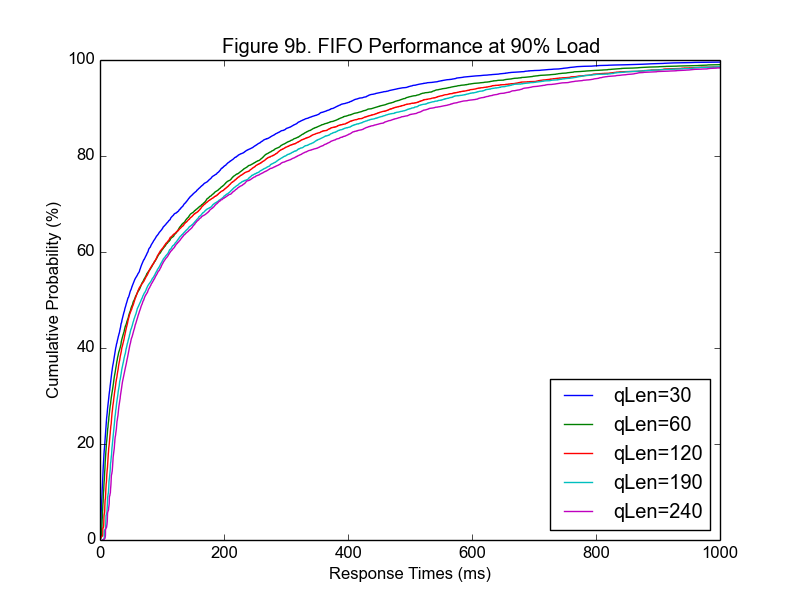 Figure 9b. FIFO Performance at 90% Load
100
80
60
40
20
0
Cumulative Probability (%)
0 200 400 600 800 1000
Response Times (ms)
qLen=30
qLen=60
qLen=120
qLen=190
qLen=240